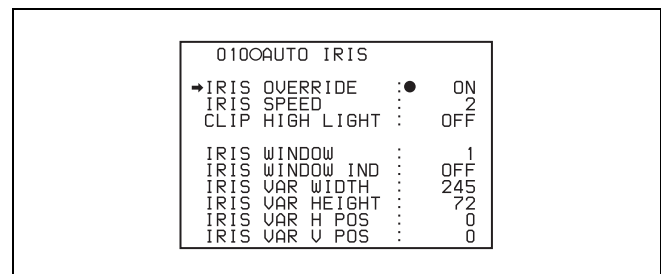 010○AUTO IRIS
➡IRIS OVERRIDE :● ON
IRIS SPEED : 2
CLIP HIGH LIGHT : OFF
IRIS WINDOW : 1
IRIS WINDOW IND : OFF
IRIS VAR WIDTH : 245
IRIS VAR HEIGHT : 72
IRIS VAR H POS : 0
IRIS VAR V POS : 0